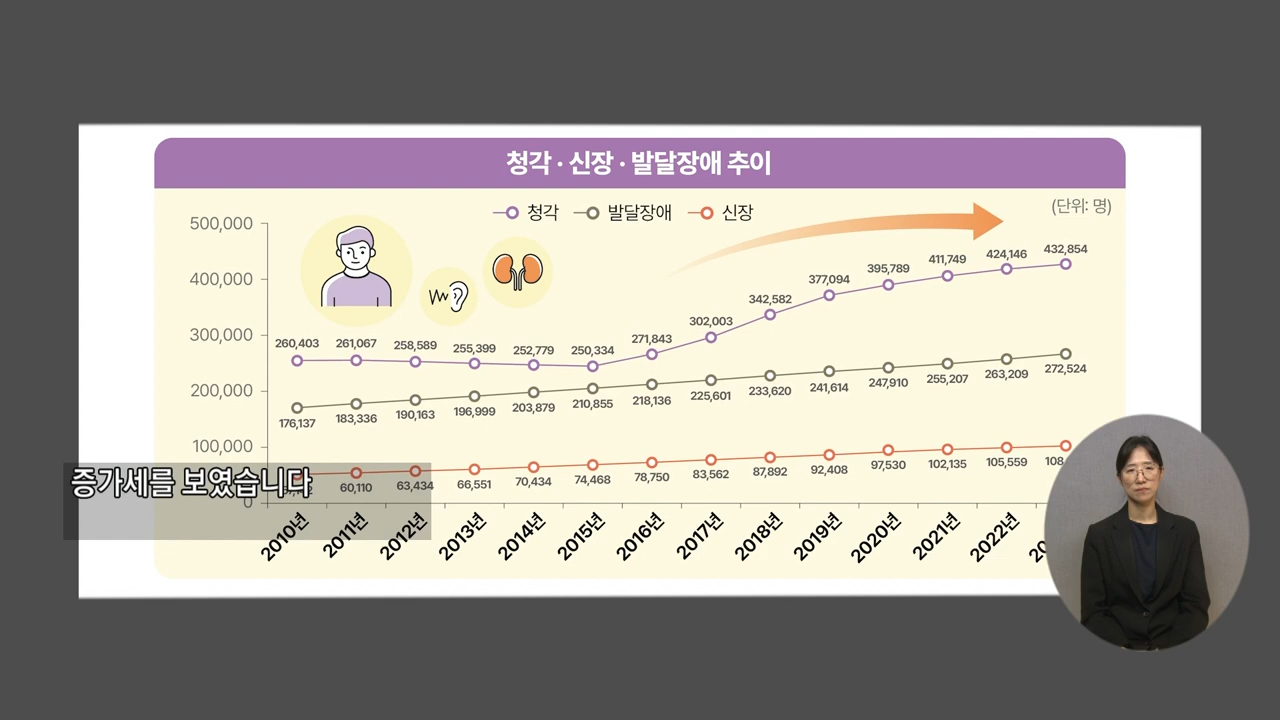 청각 · 신장 · 발달장애 추이
청각 발달장애 신장
(단위: 명)
500,000
400,000
300,000
200,000
100,000
0
260,403 261,067 258,589 255,399 252,779 250,334 271,843 302,003 342,582 377,094 395,789 411,749 424,146 432,854
176,137 183,336 190,163 196,999 203,879 210,855 218,136 225,601 233,620 241,614 247,910 255,207 263,209 272,524
60,110 63,434 66,551 70,434 74,468 78,750 83,562 87,892 92,408 97,530 102,135 105,559
증가세를 보였습니다
2010년 2011년 2012년 2013년 2014년 2015년 2016년 2017년 2018년 2019년 2020년 2021년 2022년